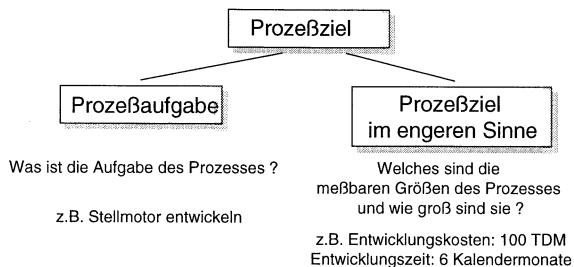 Prozeßziel
Prozeßaufgabe
Was ist die Aufgabe des Prozesses ?
z.B. Stellmotor entwickeln
Prozeßziel
im engeren Sinne
Welches sind die
meßbaren Größen des Prozesses
und wie groß sind sie ?
z.B. Entwicklungskosten: 100 TDM
Entwicklungszeit: 6 Kalendermonate